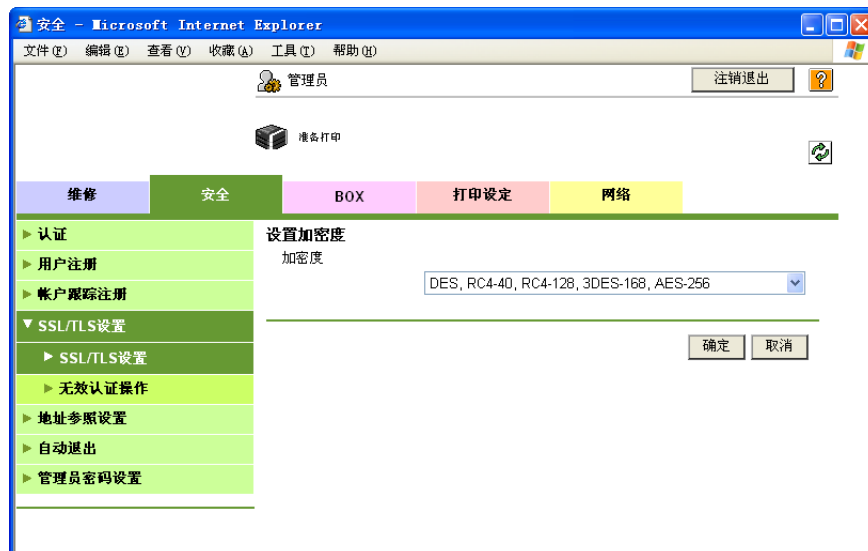 安全 - Microsoft Internet Explorer
文件(F) 编辑(E) 查看(V) 收藏(A) 工具(T) 帮助(H)
管理员
注销退出
?
准备打印
维修 安全 BOX 打印设定 网络
认证
用户注册
帐户跟踪注册
SSL/TLS设置
SSL/TLS设置
无效认证操作
地址参照设置
自动退出
管理员密码设置
设置加密度
加密度
DES, RC4-40, RC4-128, 3DES-168, AES-256
确定 取消